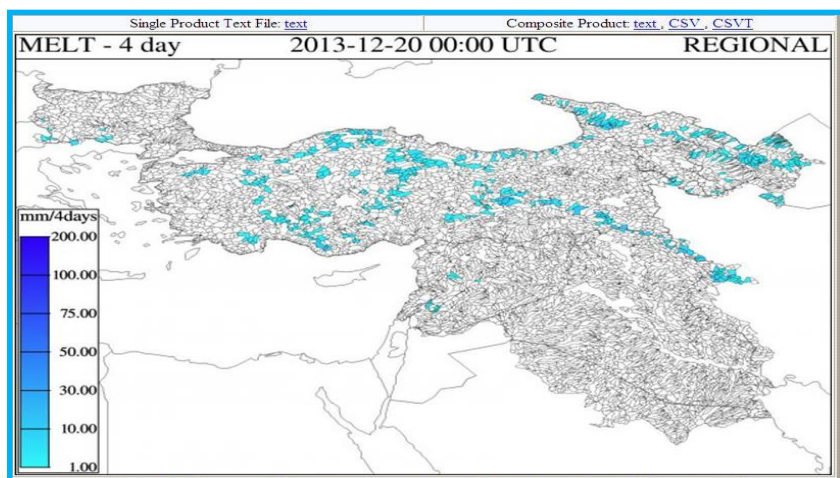 Single Product Text File: text
Composite Product: text , CSV , CSVT
MELT - 4 day 2013-12-20 00:00 UTC REGIONAL
mm/4days
200.00
100.00
75.00
50.00
30.00
10.00
1.00